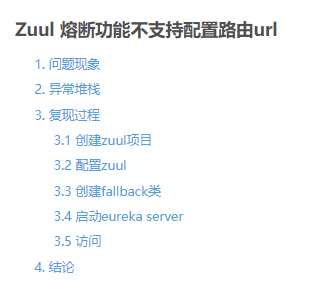 Zuul 熔断功能不支持配置路由url
1. 问题现象
2. 异常堆栈
3. 复现过程
3.1 创建zuul项目
3.2 配置zuul
3.3 创建fallback类
3.4 启动eureka server
3.5 访问
4. 结论